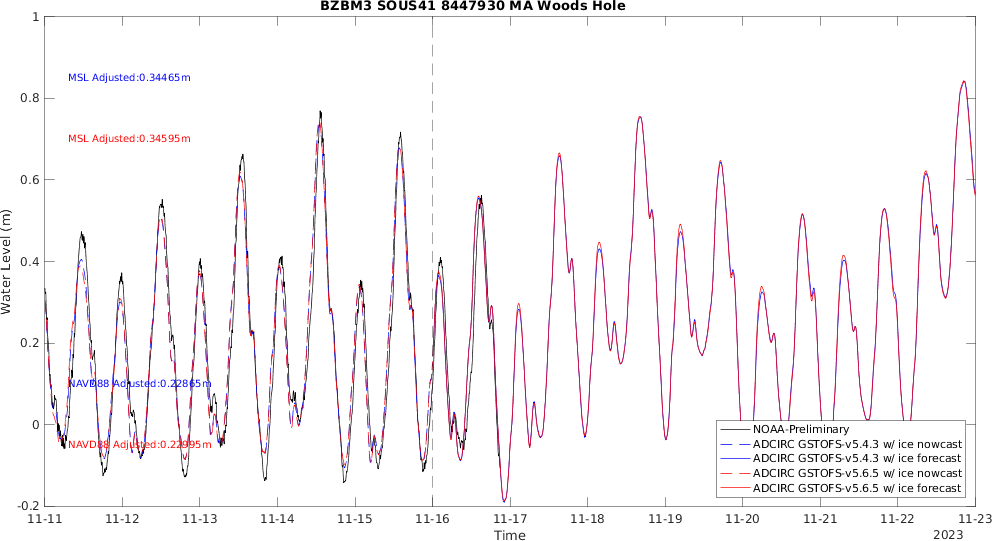 BZBM3 SOUS41 8447930 MA Woods Hole
Water Level (m)
1
0.8
0.6
0.4
0.2
0
-0.2
MSL Adjusted:0.34465m
MSL Adjusted:0.34595m
NAVD88 Adjusted:0.22865m
NAVD88 Adjusted:0.22995m
NOAA-Preliminary
ADCIRC GSTOFS-v5.4.3 w/ ice nowcast
ADCIRC GSTOFS-v5.4.3 w/ ice forecast
ADCIRC GSTOFS-v5.6.5 w/ ice nowcast
ADCIRC GSTOFS-v5.6.5 w/ ice forecast
11-11 11-12 11-13 11-14 11-15 11-16 11-17 11-18 11-19 11-20 11-21 11-22 11-23
Time
2023